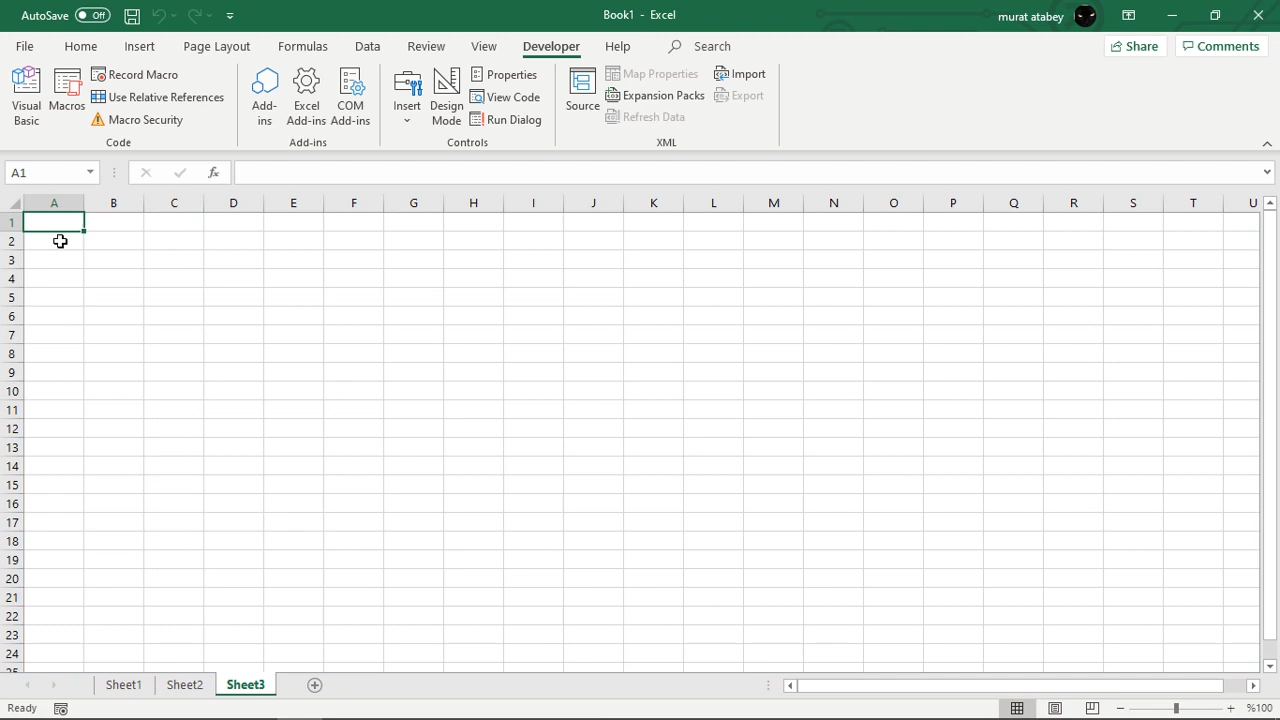 AutoSave Off Book1 - Excel murat atabey
File Home Insert Page Layout Formulas Data Review View Developer Help Search Share Comments
Visual Basic
Macros
Record Macro
Use Relative References
Macro Security
Code
Add-ins
Excel Add-ins
COM Add-ins
Add-ins
Insert
Design Mode
Properties
View Code
Run Dialog
Controls
Source
Map Properties
Expansion Packs
Refresh Data
Import
Export
XML
A1 fx
A B C D E F G H I J K L M N O P Q R S T U
1
2
3
4
5
6
7
8
9
10
11
12
13
14
15
16
17
18
19
20
21
22
23
24
25
Sheet1 Sheet2 Sheet3
Ready %100